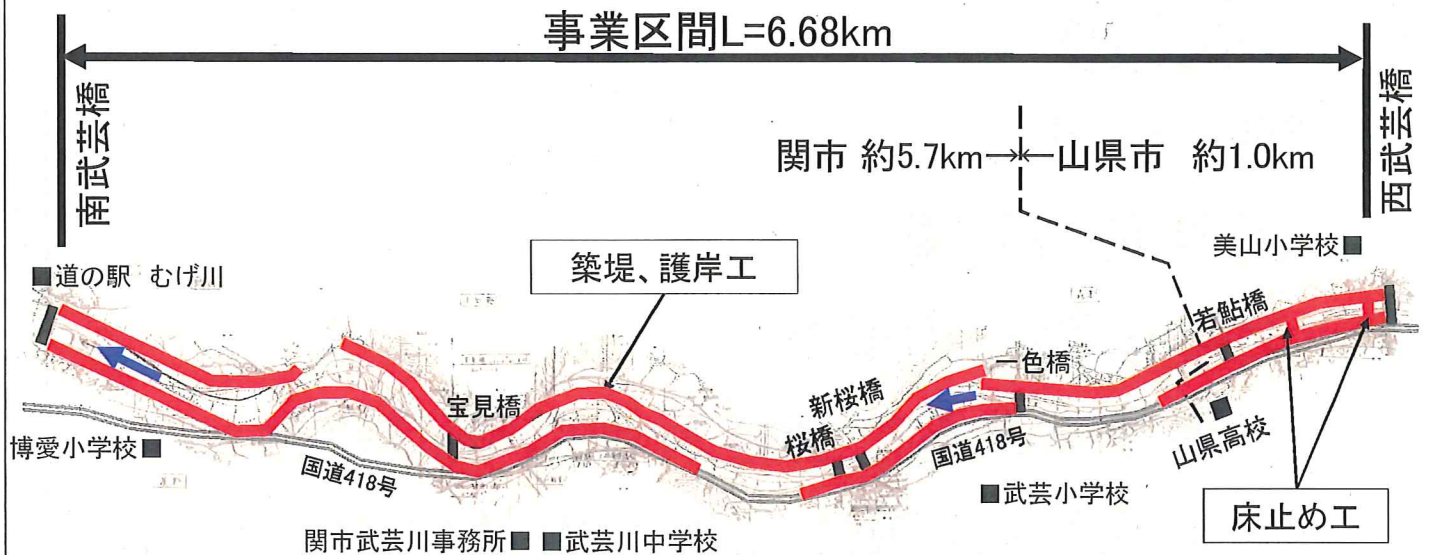 事業区間L=6.68km
南武芸橋
西武芸橋
関市 約5.7km
山県市 約1.0km
美山小学校
道の駅 むげ川
築堤、護岸工
若鮎橋
一色橋
新桜橋
宝見橋
桜橋
博愛小学校
国道418号
国道418号
山県高校
武芸小学校
床止め工
関市武芸川事務所
武芸川中学校